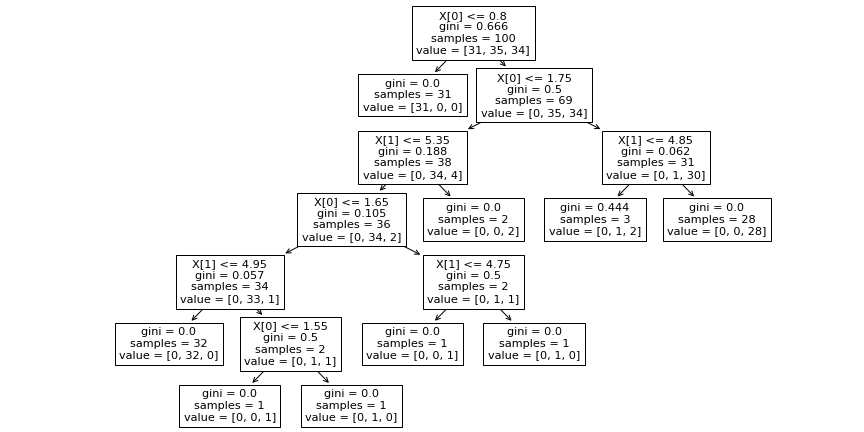 X[0] <= 0.8
gini = 0.666
samples = 100
value = [31, 35, 34]
gini = 0.0
samples = 31
value = [31, 0, 0]
X[0] <= 1.75
gini = 0.5
samples = 69
value = [0, 35, 34]
X[1] <= 5.35
gini = 0.188
samples = 38
value = [0, 34, 4]
X[1] <= 4.85
gini = 0.062
samples = 31
value = [0, 1, 30]
X[0] <= 1.65
gini = 0.105
samples = 36
value = [0, 34, 2]
gini = 0.0
samples = 2
value = [0, 0, 2]
gini = 0.444
samples = 3
value = [0, 1, 2]
gini = 0.0
samples = 28
value = [0, 0, 28]
X[1] <= 4.95
gini = 0.057
samples = 34
value = [0, 33, 1]
X[1] <= 4.75
gini = 0.5
samples = 2
value = [0, 1, 1]
gini = 0.0
samples = 32
value = [0, 32, 0]
X[0] <= 1.55
gini = 0.5
samples = 2
value = [0, 1, 1]
gini = 0.0
samples = 1
value = [0, 0, 1]
gini = 0.0
samples = 1
value = [0, 1, 0]
gini = 0.0
samples = 1
value = [0, 0, 1]
gini = 0.0
samples = 1
value = [0, 1, 0]